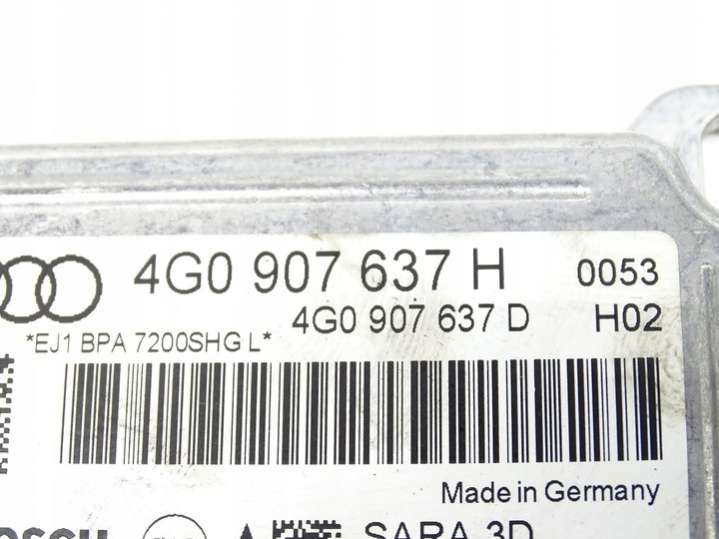 4G0 907 637 H 0053
4G0 907 637 D H02
*EJ1 BPA 7200SHG L*
Made in Germany
SARA 3D